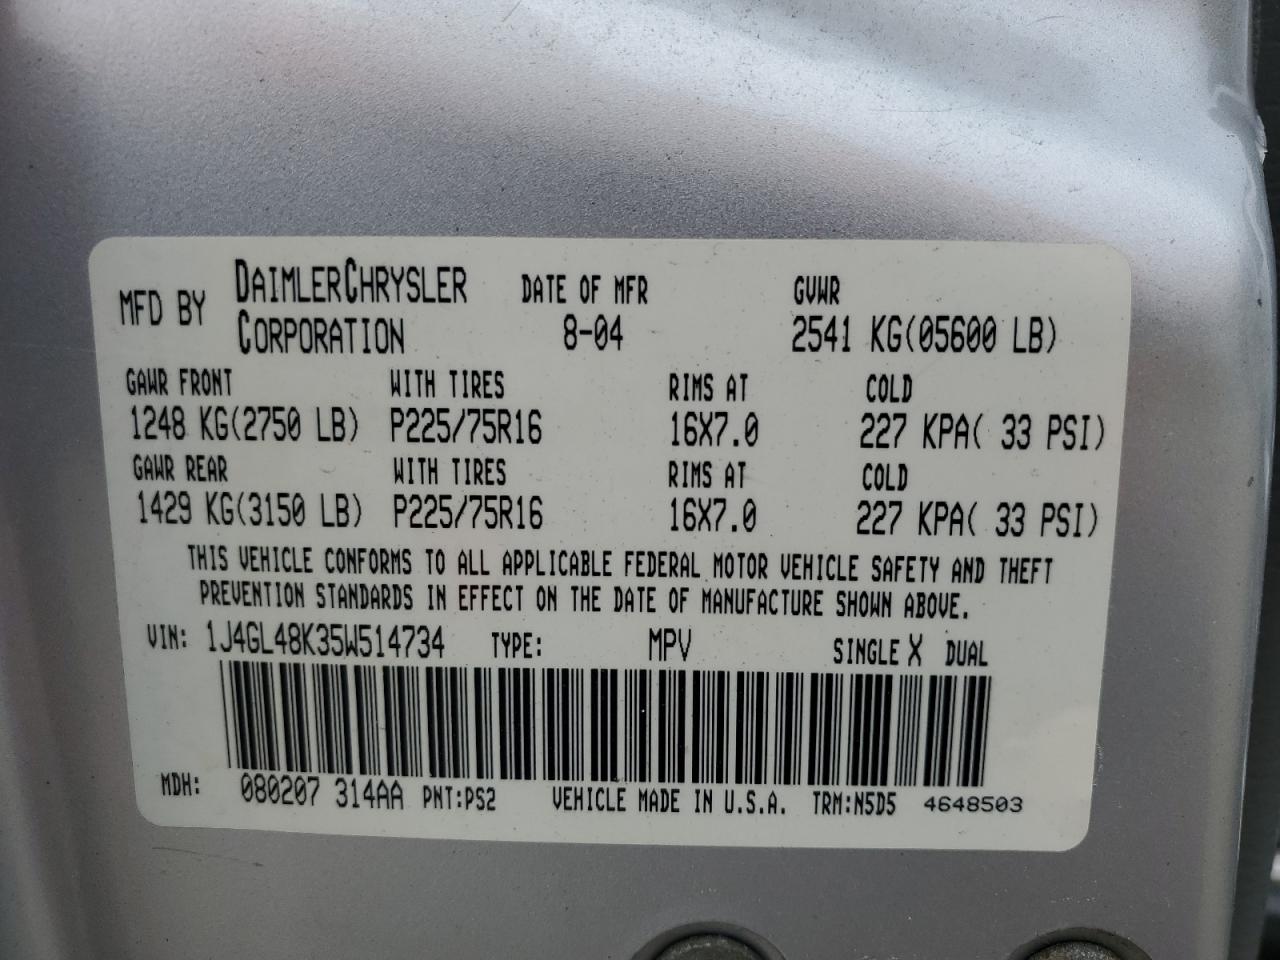 MFD BY DAIMLERCHRYSLER CORPORATION DATE OF MFR 8-04 GVWR 2541 KG(05600 LB)
GAWR FRONT WITH TIRES RIMS AT COLD
1248 KG(2750 LB) P225/75R16 16X7.0 227 KPA( 33 PSI)
GAWR REAR WITH TIRES RIMS AT COLD
1429 KG(3150 LB) P225/75R16 16X7.0 227 KPA( 33 PSI)
THIS VEHICLE CONFORMS TO ALL APPLICABLE FEDERAL MOTOR VEHICLE SAFETY AND THEFT
PREVENTION STANDARDS IN EFFECT ON THE DATE OF MANUFACTURE SHOWN ABOVE.
VIN: 1J4GL48K35W514734 TYPE: MPV SINGLE X DUAL
MDH: 080207 314AA PNT:PS2 VEHICLE MADE IN U.S.A. TRM:N5D5 4648503